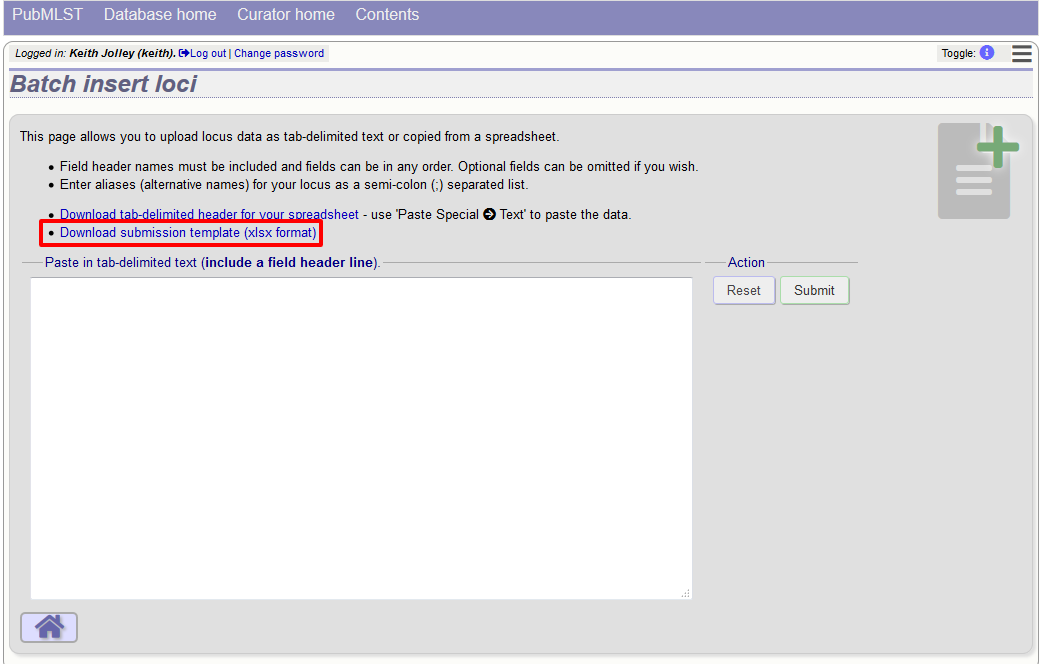 PubMLST Database home Curator home Contents
Logged in: Keith Jolley (keith). Log out | Change password Toggle: i
Batch insert loci
This page allows you to upload locus data as tab-delimited text or copied from a spreadsheet.
• Field header names must be included and fields can be in any order. Optional fields can be omitted if you wish.
• Enter aliases (alternative names) for your locus as a semi-colon (;) separated list.
• Download tab-delimited header for your spreadsheet - use 'Paste Special ➔ Text' to paste the data.
• Download submission template (xlsx format)
Paste in tab-delimited text (include a field header line). Action
Reset Submit